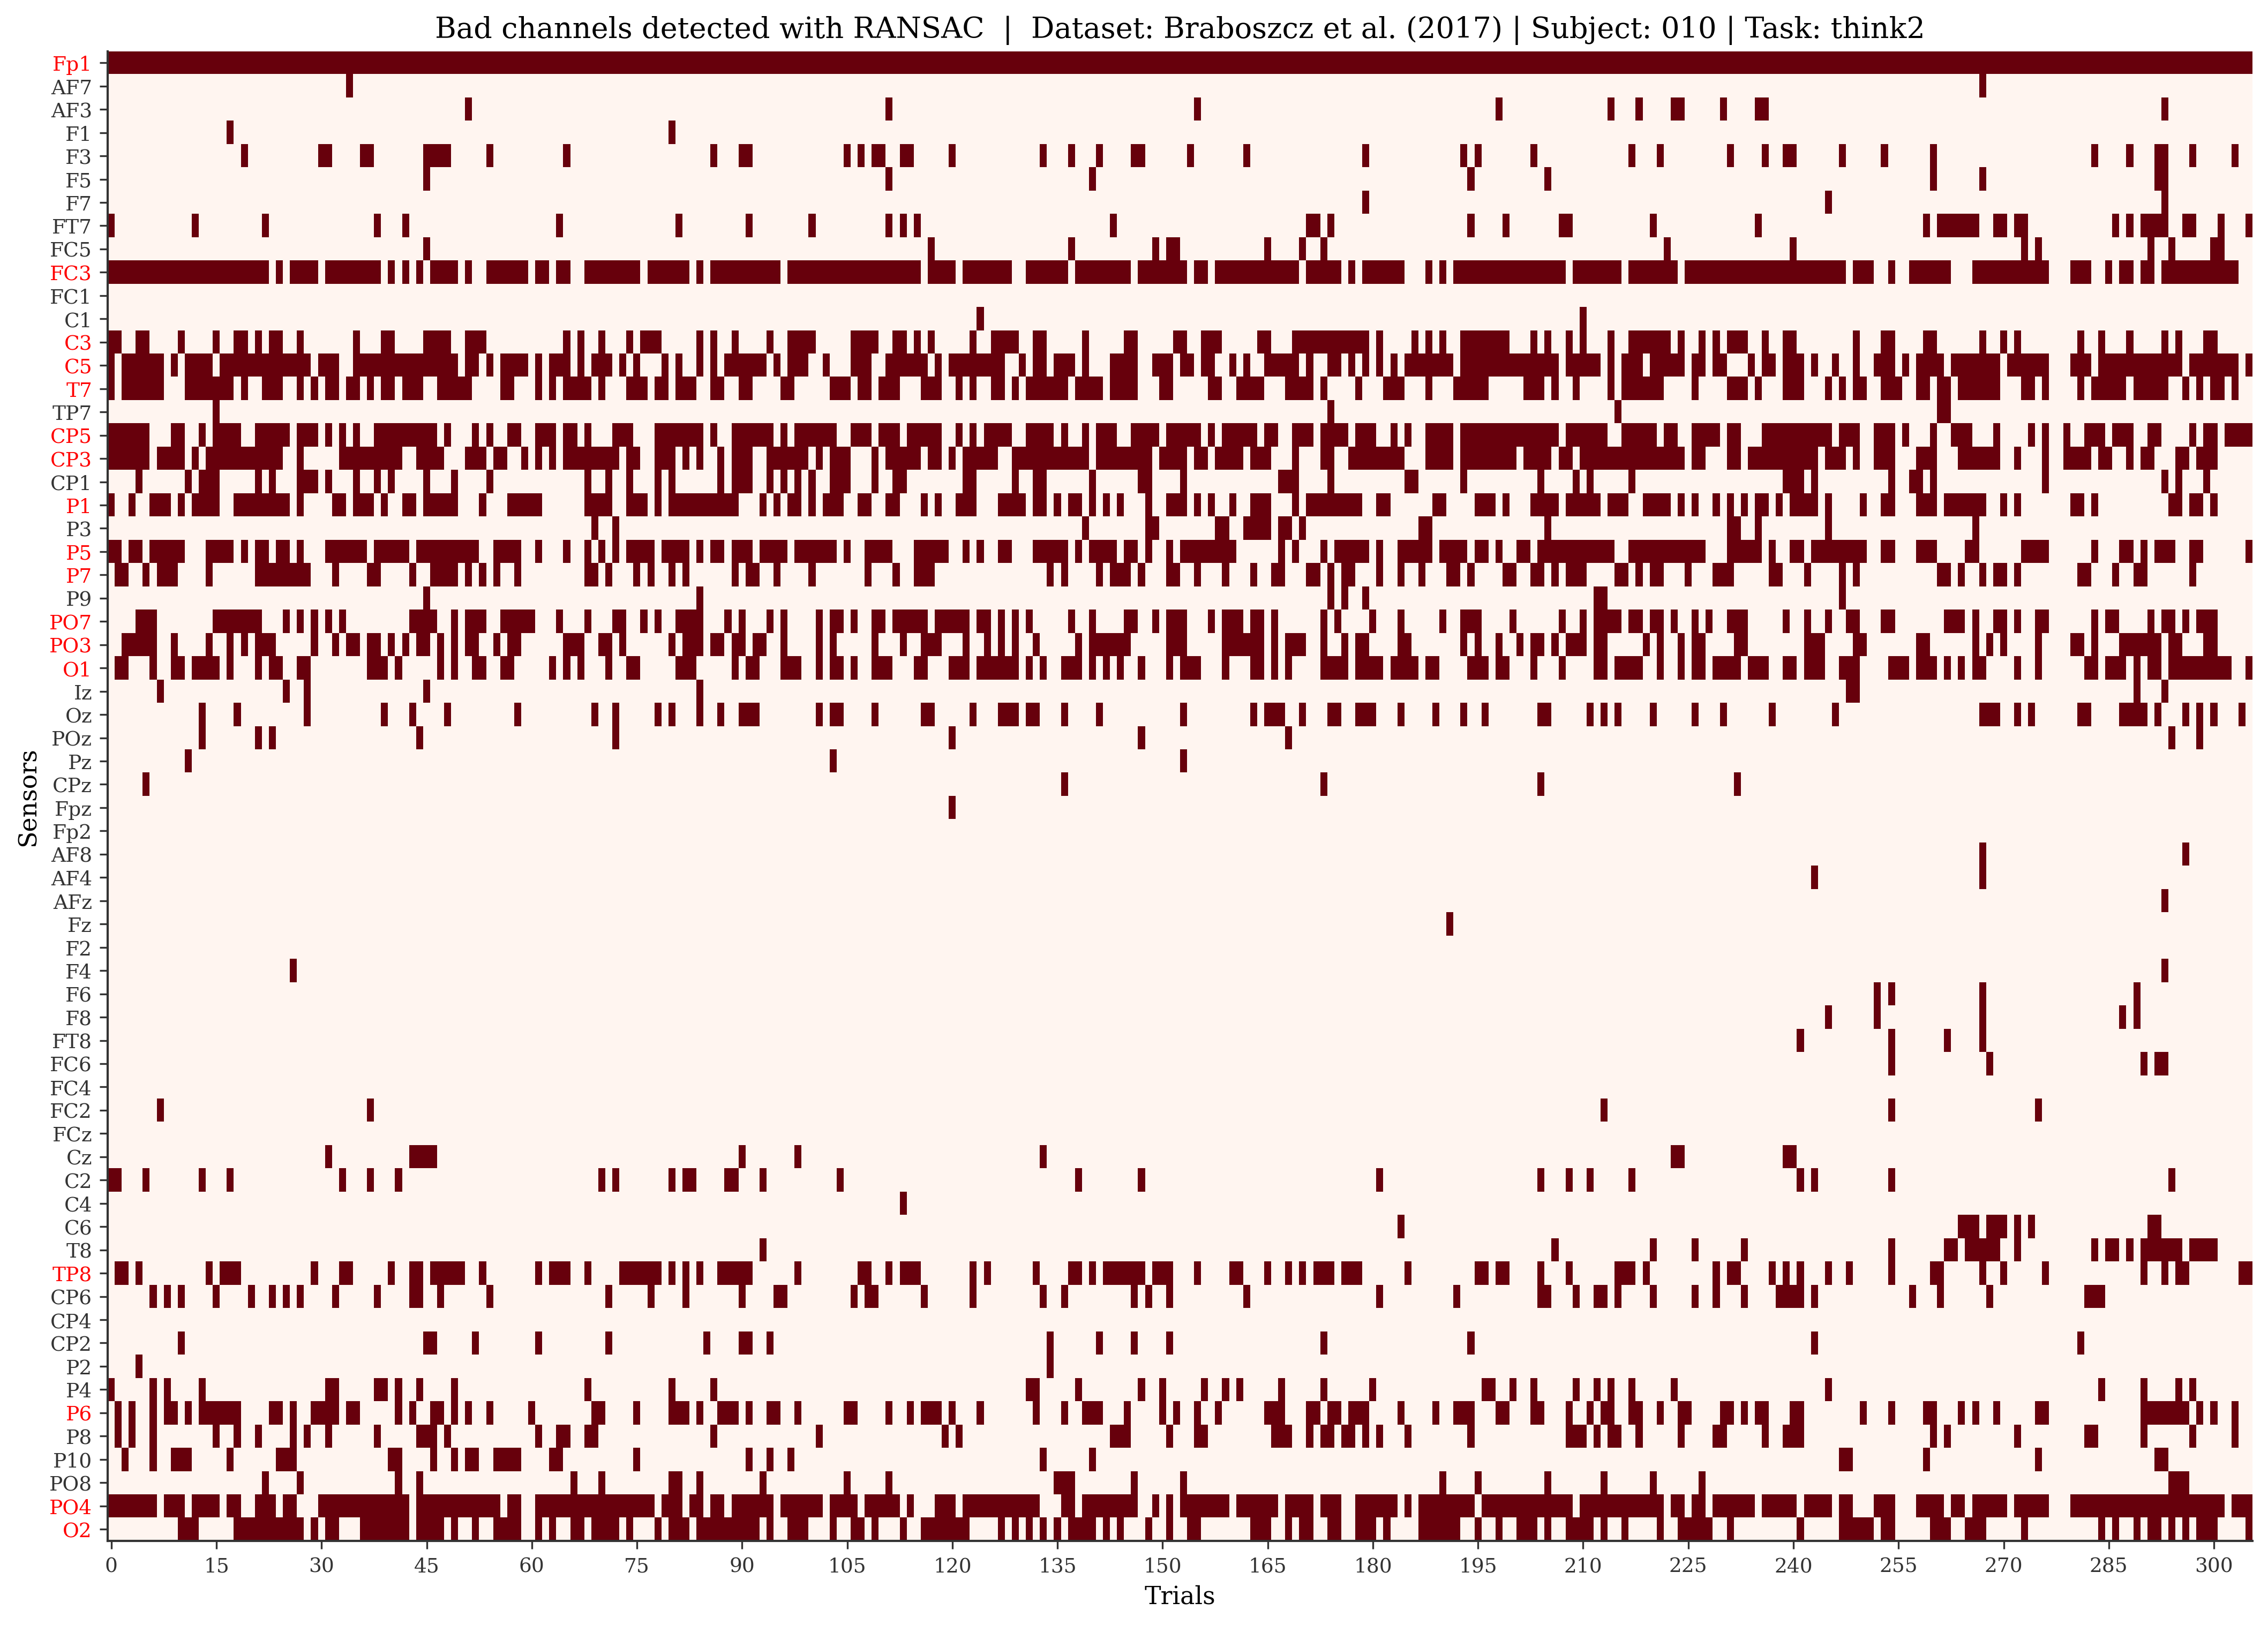 Bad channels detected with RANSAC | Dataset: Braboszcz et al. (2017) | Subject: 010 | Task: think2
Sensors
Fp1
AF7
AF3
F1
F3
F5
F7
FT7
FC5
FC3
FC1
C1
C3
C5
T7
TP7
CP5
CP3
CP1
P1
P3
P5
P7
P9
PO7
PO3
O1
Iz
Oz
POz
Pz
CPz
Fpz
Fp2
AF8
AF4
AFz
Fz
F2
F4
F6
F8
FT8
FC6
FC4
FC2
FCz
Cz
C2
C4
C6
T8
TP8
CP6
CP4
CP2
P2
P4
P6
P8
P10
PO8
PO4
O2
0 15 30 45 60 75 90 105 120 135 150 165 180 195 210 225 240 255 270 285 300
Trials